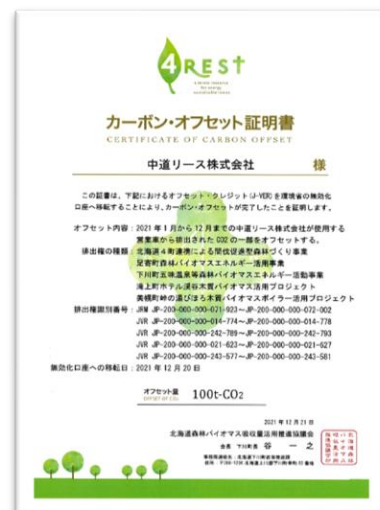 4REST
カーボン・オフセット証明書
CERTIFICATE OF CARBON OFFSET
中道リース株式会社 様
この証書は、下記におけるオフセット・クレジット(J-VER)を環境省の無効化
口座へ移転することにより、カーボン・オフセットが完了したことを証明します。
オフセット内容：2021年1月から12月までの中道リース株式会社が使用する
営業車から排出されたCO2の一部をオフセットする。
排出権の種類：北海道4町連携による間伐促進型森林づくり事業
足寄町森林バイオマスエネルギー活用事業
下川町五味温泉等森林バイオマスエネルギー活動事業
滝上町ホテル渓谷木質バイオマス活用プロジェクト
美幌町峠の湯びほろ木質バイオマスボイラー活用プロジェクト
排出権識別番号：JRM JP-200-000-000-021-923～JP-200-000-000-072-002
JVR JP-200-000-000-014-774～JP-200-000-000-014-778
JVR JP-200-000-000-242-789～JP-200-000-000-242-793
JVR JP-200-000-000-021-623～JP-200-000-000-021-627
JVR JP-200-000-000-243-577～JP-200-000-000-243-581
無効化口座への移転日：2021年12月20日
オフセット量 100t-CO2
OFFSET OF CO2
2021年12月21日
北海道森林バイオマス吸収量活用推進協議会
会長 下川町長 谷 一之